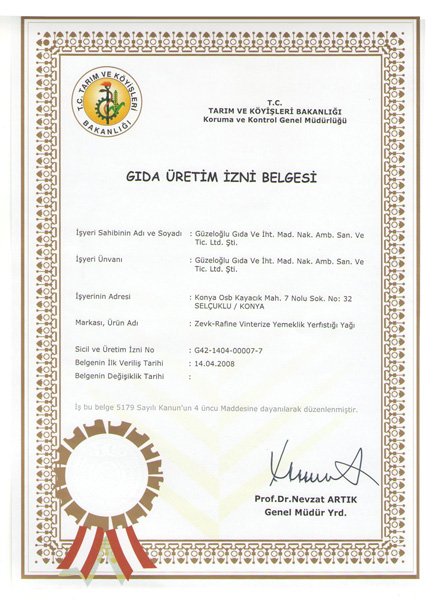 T.C. TARIM VE KÖYİŞLERİ
BAKANLIĞI
T.C.
TARIM VE KÖYİŞLERİ BAKANLIĞI
Koruma ve Kontrol Genel Müdürlüğü
GIDA ÜRETİM İZNİ BELGESİ
İşyeri Sahibinin Adı ve Soyadı : Güzeloğlu Gıda Ve İht. Mad. Nak. Amb. San. Ve
Tic. Ltd. Şti.
İşyeri Ünvanı : Güzeloğlu Gıda Ve İht. Mad. Nak. Amb. San. Ve
Tic. Ltd. Şti.
İşyerinin Adresi : Konya Osb Kayacık Mah. 7 Nolu Sok. No: 32
SELÇUKLU / KONYA
Markası, Ürün Adı : Zevk-Rafine Vinterize Yemeklik Yerfıstığı Yağı
Sicil ve Üretim İzni No : G42-1404-00007-7
Belgenin İlk Veriliş Tarihi : 14.04.2008
Belgenin Değişiklik Tarihi :
İş bu belge 5179 Sayılı Kanun'un 4 üncu Maddesine dayanılarak düzenlenmiştir.
Prof.Dr.Nevzat ARTIK
Genel Müdür Yrd.